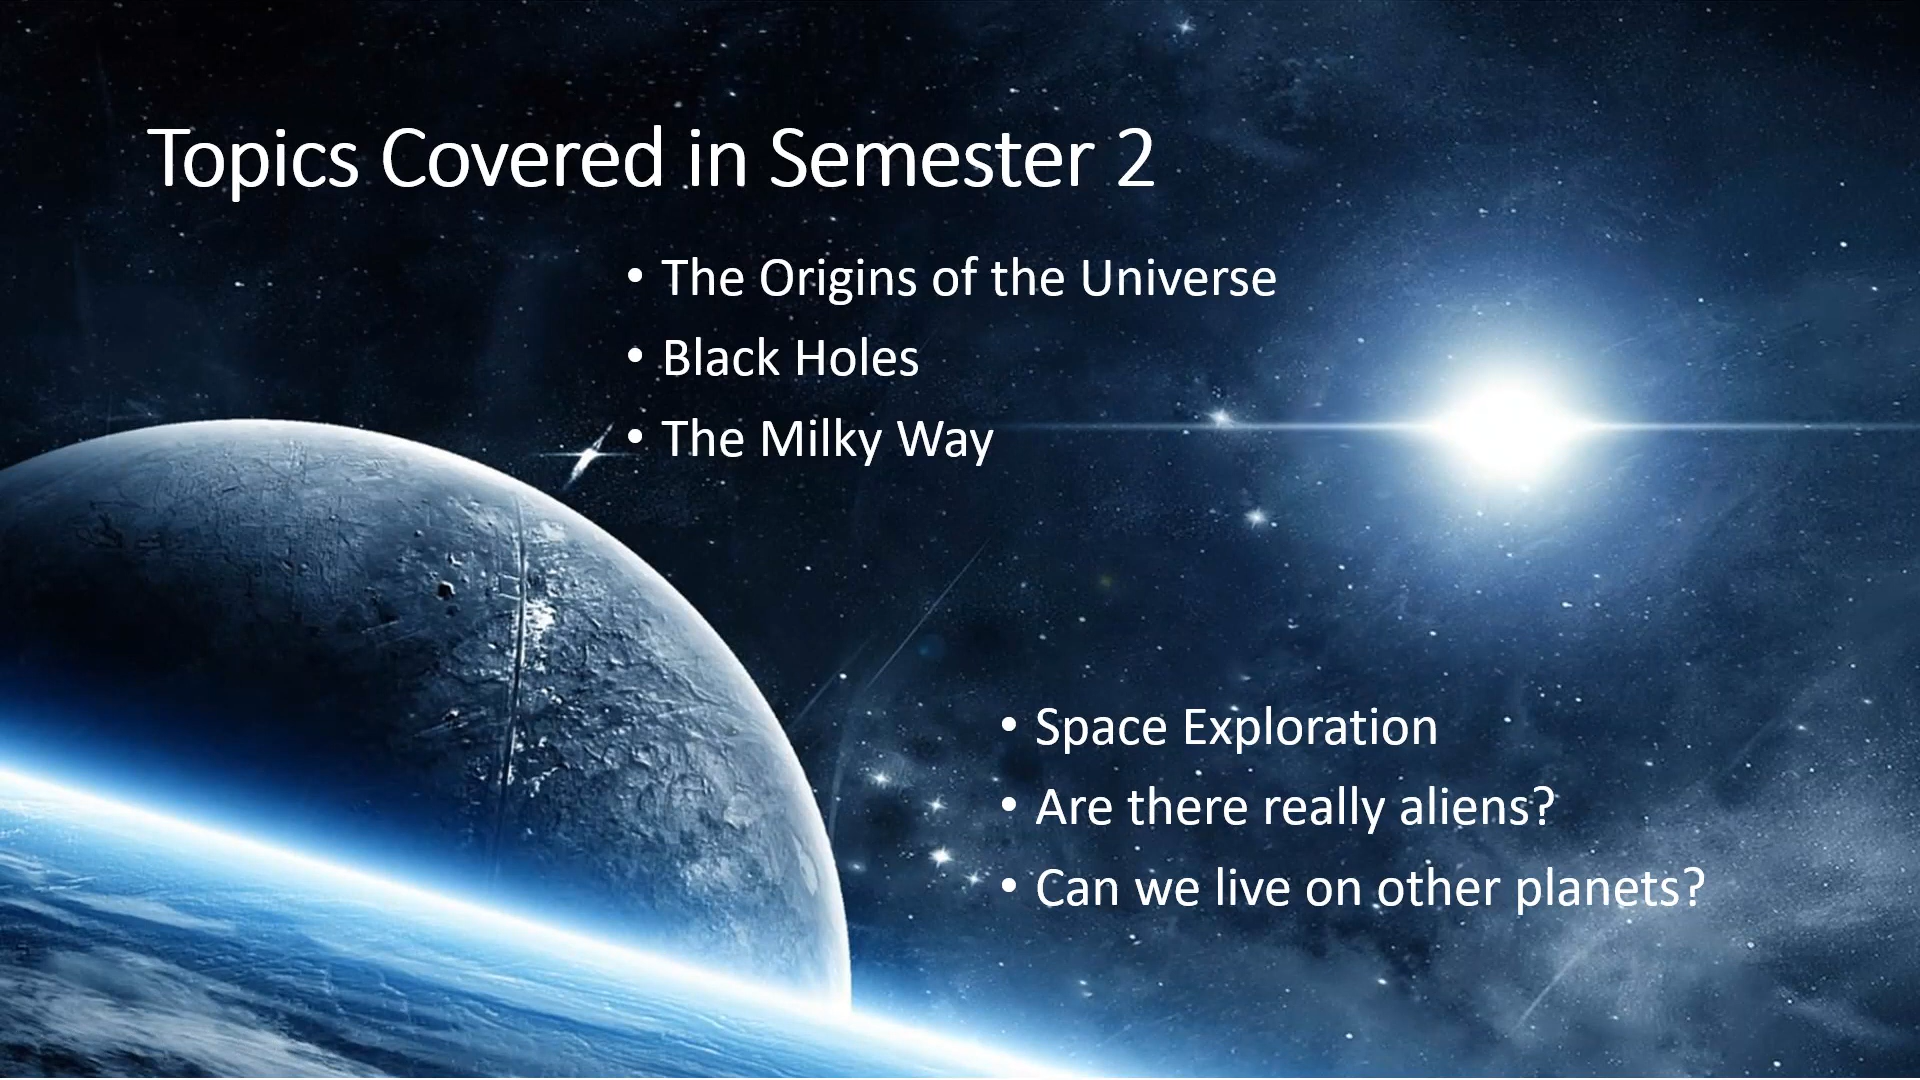 Topics Covered in Semester 2
• The Origins of the Universe
• Black Holes
• The Milky Way
• Space Exploration
• Are there really aliens?
• Can we live on other planets?